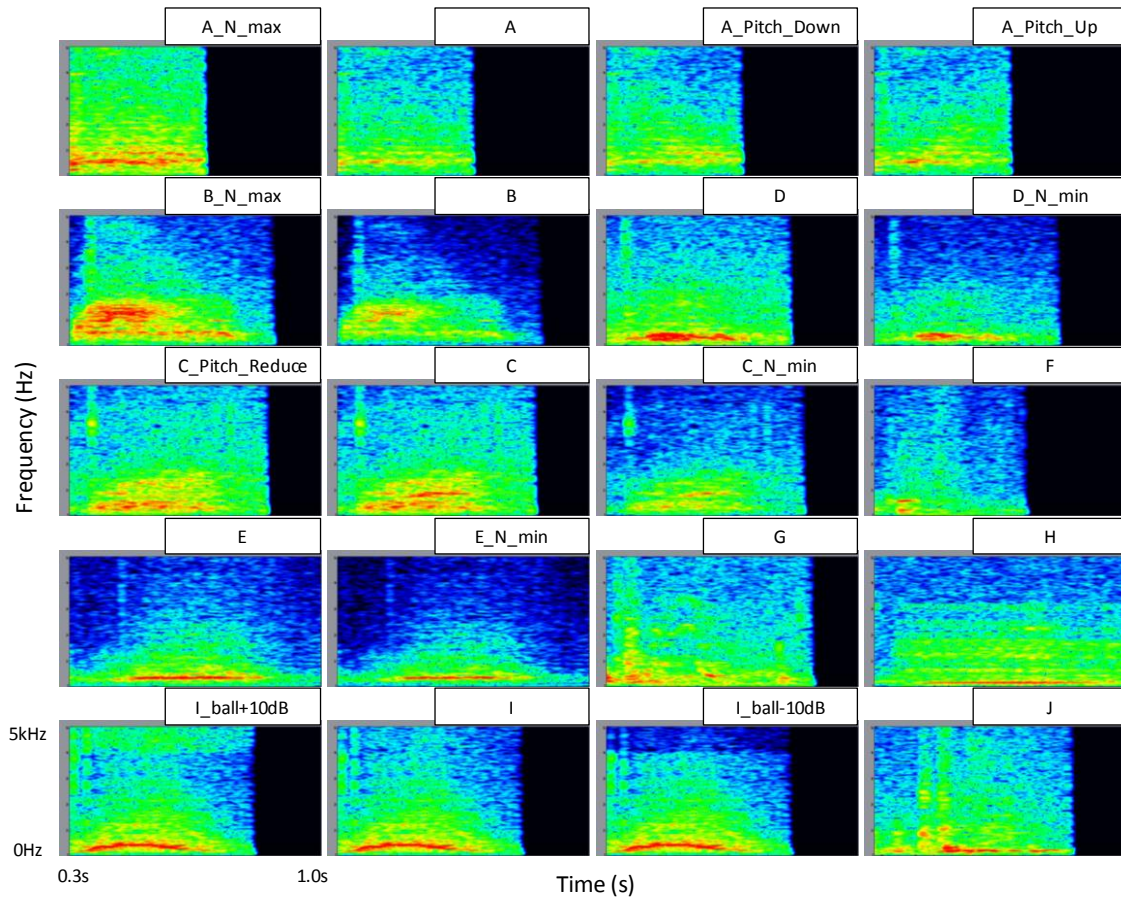 A_N_max A A_Pitch_Down A_Pitch_Up
B_N_max B D D_N_min
C_Pitch_Reduce C C_N_min F
E E_N_min G H
I_ball+10dB I I_ball-10dB J
Frequency (Hz)
5kHz
0Hz
0.3s 1.0s
Time (s)